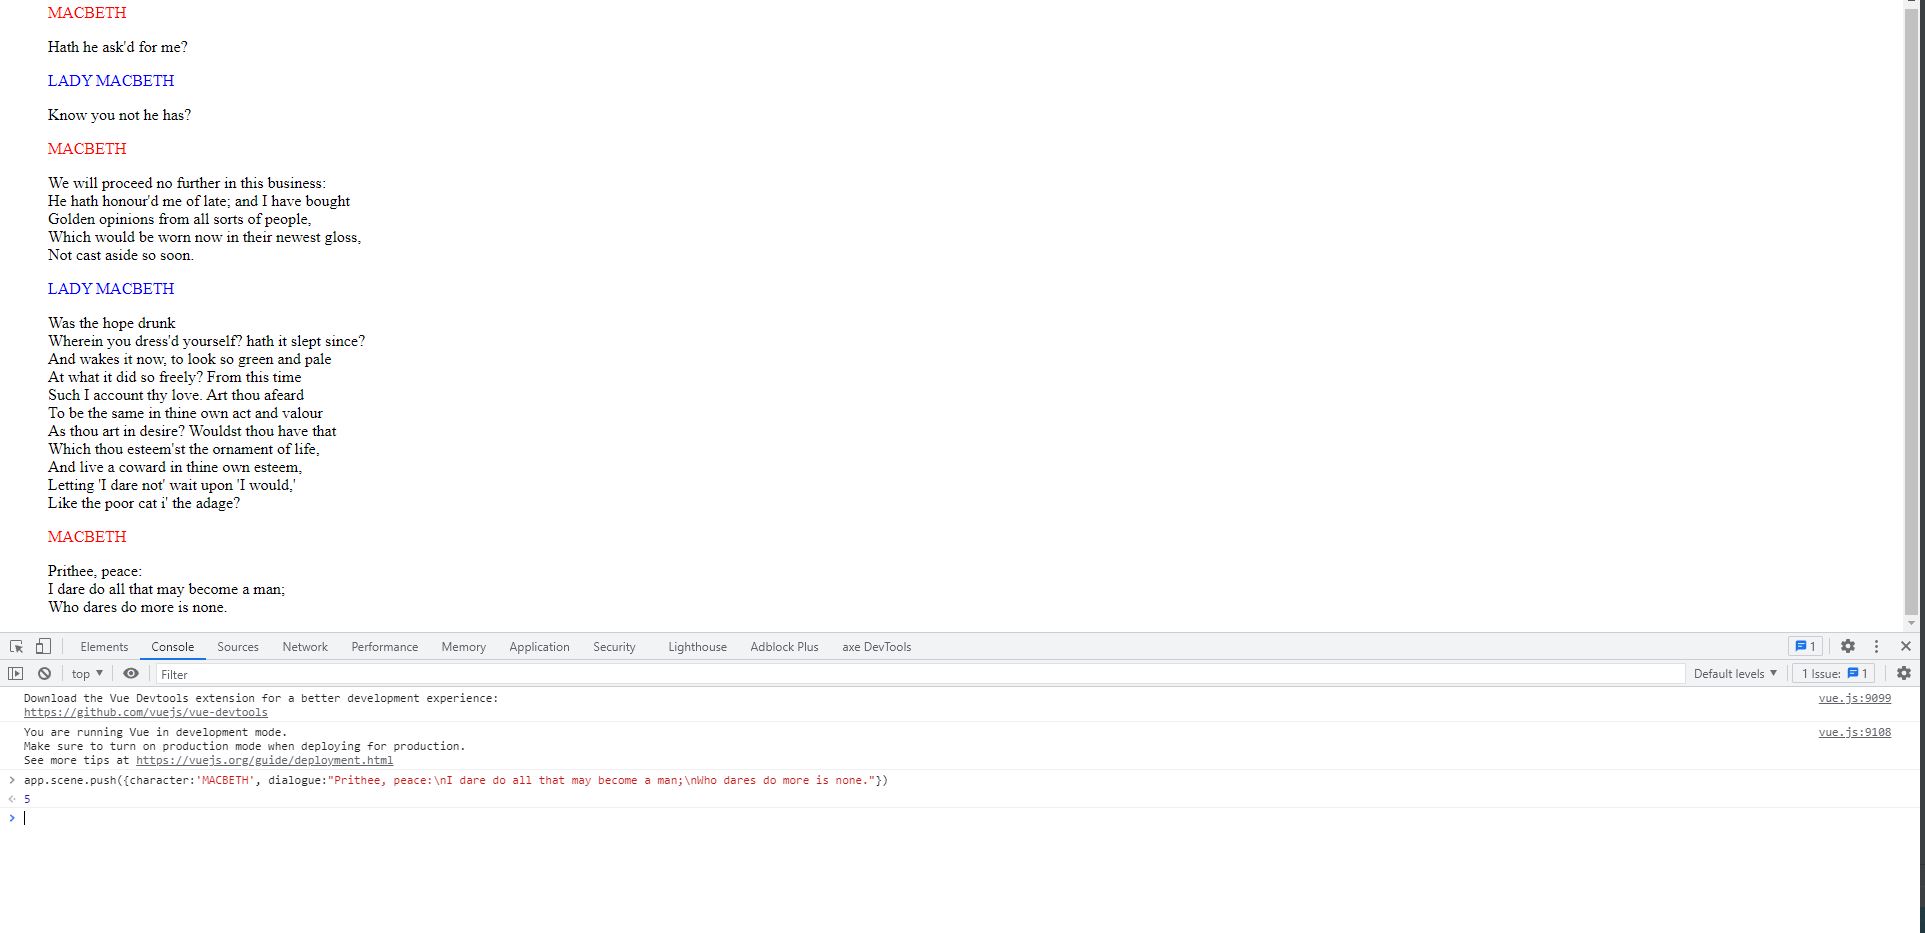 MACBETH
Hath he ask'd for me?
LADY MACBETH
Know you not he has?
MACBETH
We will proceed no further in this business:
He hath honour'd me of late; and I have bought
Golden opinions from all sorts of people,
Which would be worn now in their newest gloss,
Not cast aside so soon.
LADY MACBETH
Was the hope drunk
Wherein you dress'd yourself? hath it slept since?
And wakes it now, to look so green and pale
At what it did so freely? From this time
Such I account thy love. Art thou afeard
To be the same in thine own act and valour
As thou art in desire? Wouldst thou have that
Which thou esteem'st the ornament of life,
And live a coward in thine own esteem,
Letting 'I dare not' wait upon 'I would,'
Like the poor cat i' the adage?
MACBETH
Prithee, peace:
I dare do all that may become a man;
Who dares do more is none.
Elements Console Sources Network Performance Memory Application Security Lighthouse Adblock Plus axe DevTools 1
top Filter Default levels 1 Issue: 1
Download the Vue Devtools extension for a better development experience: vue.js:9099
https://github.com/vuejs/vue-devtools
You are running Vue in development mode. vue.js:9108
Make sure to turn on production mode when deploying for production.
See more tips at https://vuejs.org/guide/deployment.html
> app.scene.push({character:'MACBETH', dialogue:"Prithee, peace:\nI dare do all that may become a man;\nWho dares do more is none."})
5
>